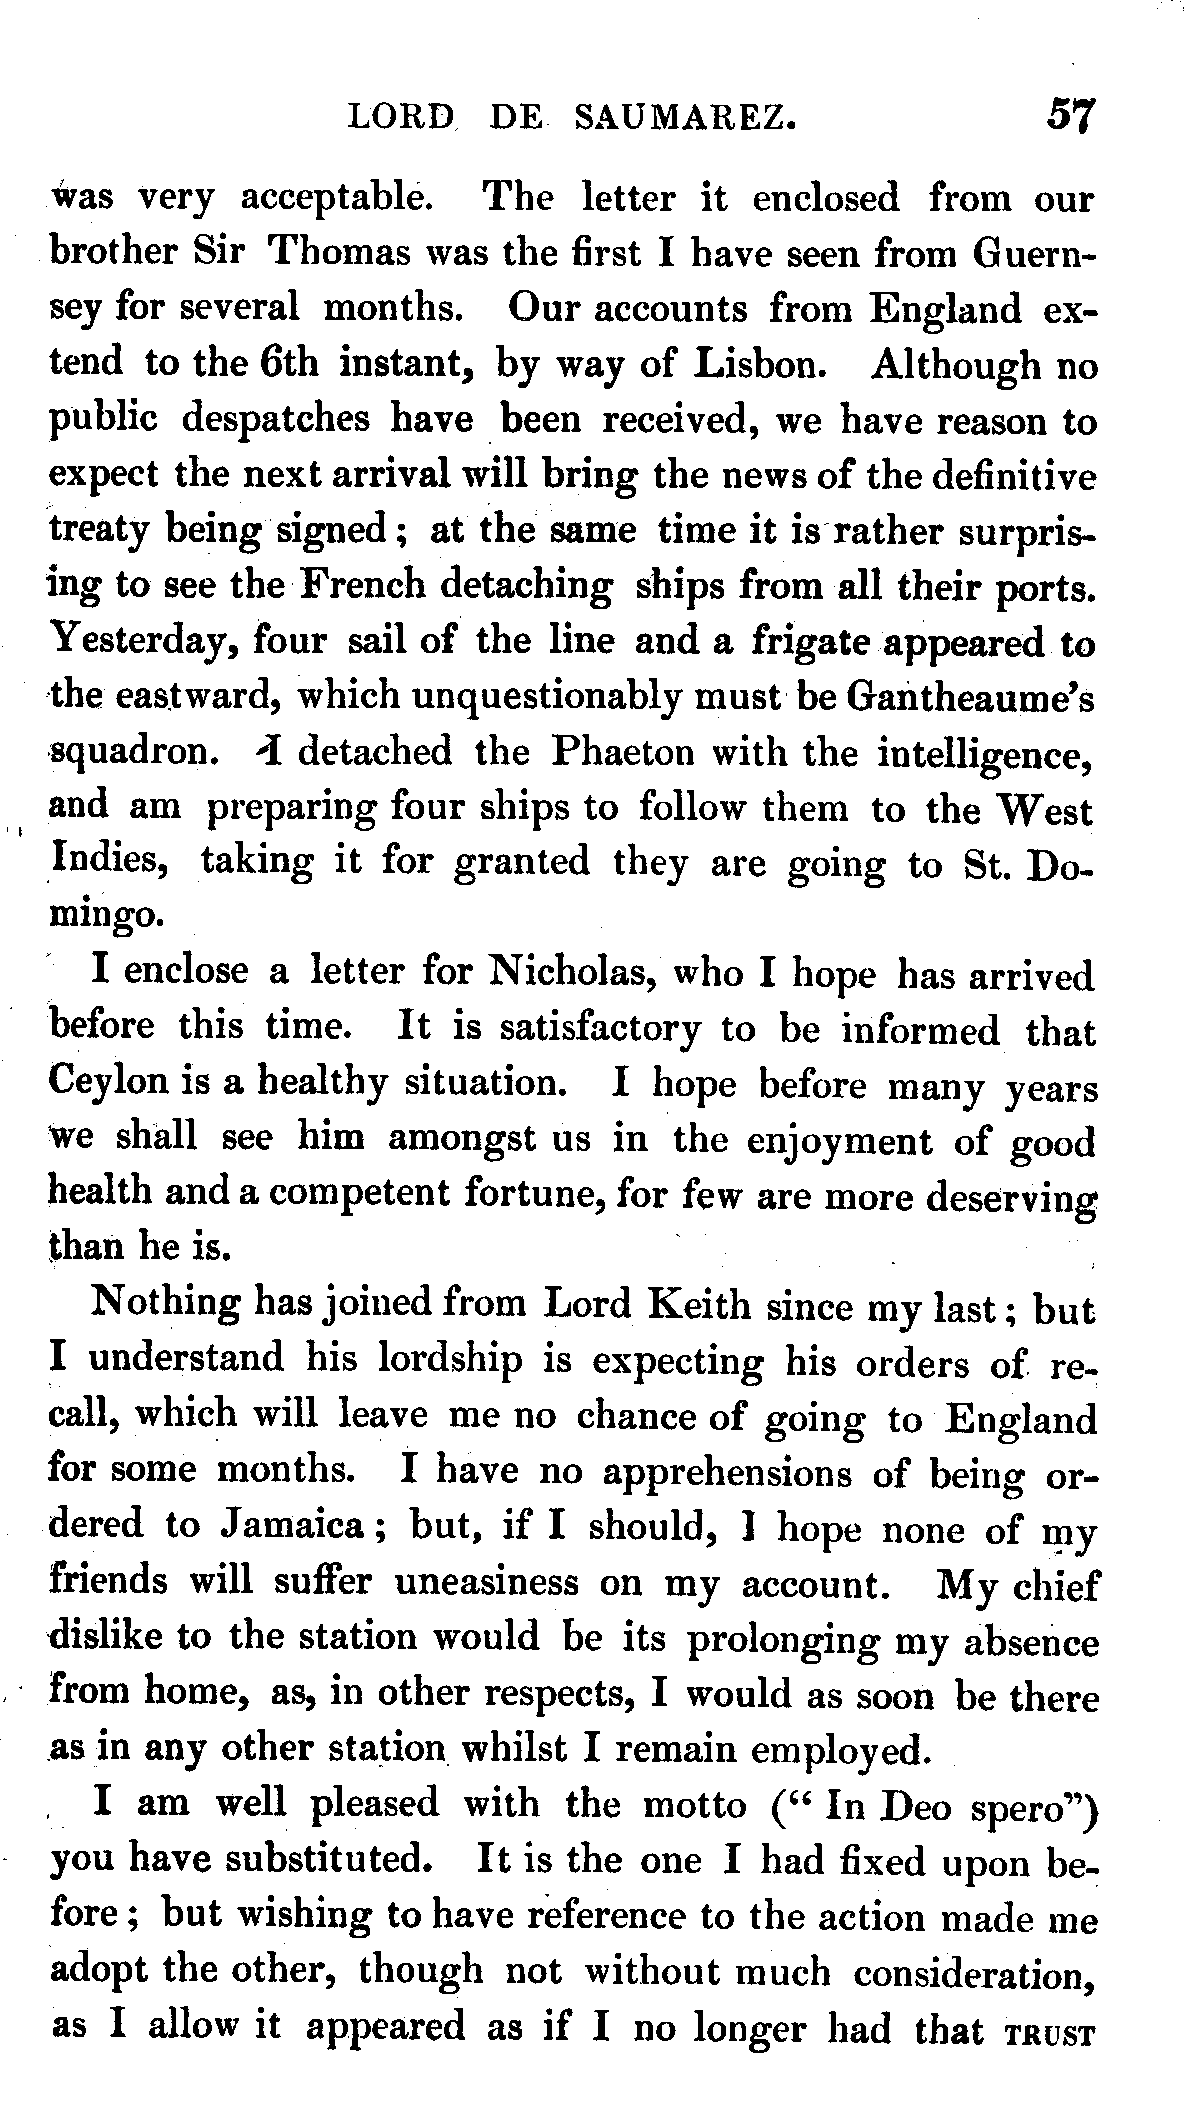 LORD DE SAUMAREZ. 57
was very acceptable. The letter it enclosed from our
brother Sir Thomas was the first I have seen from Guern-
sey for several months. Our accounts from England ex-
tend to the 6th instant, by way of Lisbon. Although no
public despatches have been received, we have reason to
expect the next arrival will bring the news of the definitive
treaty being signed; at the same time it is rather surpris-
ing to see the French detaching ships from all their ports.
Yesterday, four sail of the line and a frigate appeared to
the eastward, which unquestionably must be Gantheaume's
squadron. I detached the Phaeton with the intelligence,
and am preparing four ships to follow them to the West
Indies, taking it for granted they are going to St. Do-
mingo.
I enclose a letter for Nicholas, who I hope has arrived
before this time. It is satisfactory to be informed that
Ceylon is a healthy situation. I hope before many years
we shall see him amongst us in the enjoyment of good
health and a competent fortune, for few are more deserving
than he is.
Nothing has joined from Lord Keith since my last; but
I understand his lordship is expecting his orders of re-
call, which will leave me no chance of going to England
for some months. I have no apprehensions of being or-
dered to Jamaica; but, if I should, I hope none of my
friends will suffer uneasiness on my account. My chief
dislike to the station would be its prolonging my absence
from home, as, in other respects, I would as soon be there
as in any other station whilst I remain employed.
I am well pleased with the motto (“ In Deo spero”)
you have substituted. It is the one I had fixed upon be-
fore; but wishing to have reference to the action made me
adopt the other, though not without much consideration,
as I allow it appeared as if I no longer had that TRUST